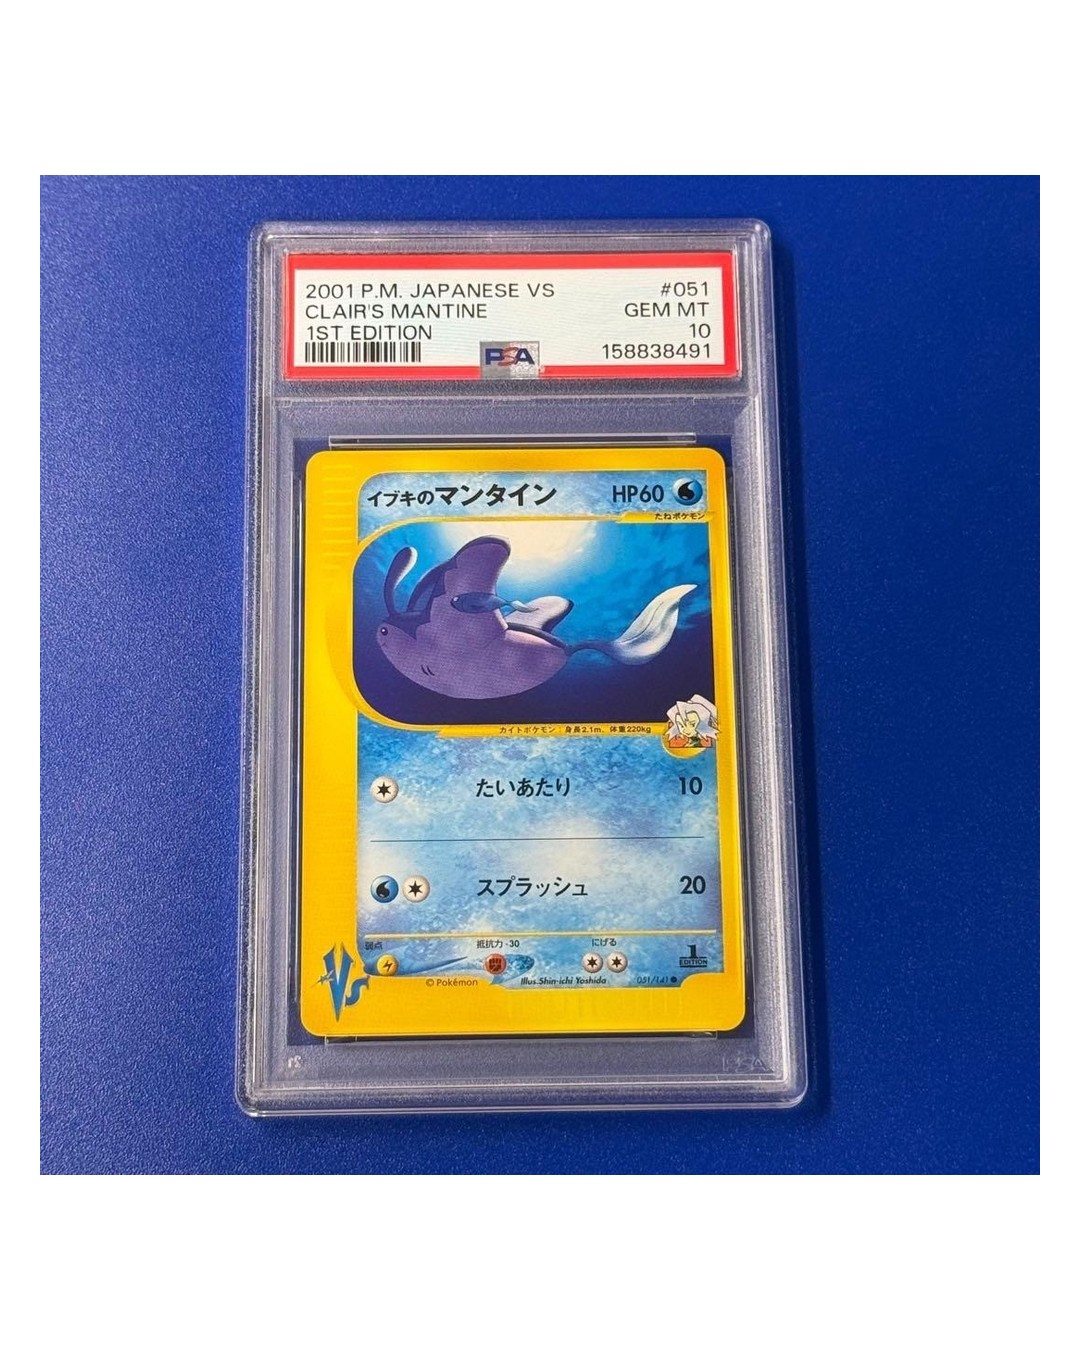 2001 P.M. JAPANESE VS #051
CLAIR'S MANTINE GEM MT
1ST EDITION 10
PSA 158838491
イブキのマンタイン HP60
たねポケモン
カイトポケモン：身長2.1m、体重220kg
たいあたり 10
スプラッシュ 20
弱点 抵抗力 -30 にげる
1
EDITION
VS
© Pokémon Illus. Shin-ichi Yoshida 051/141